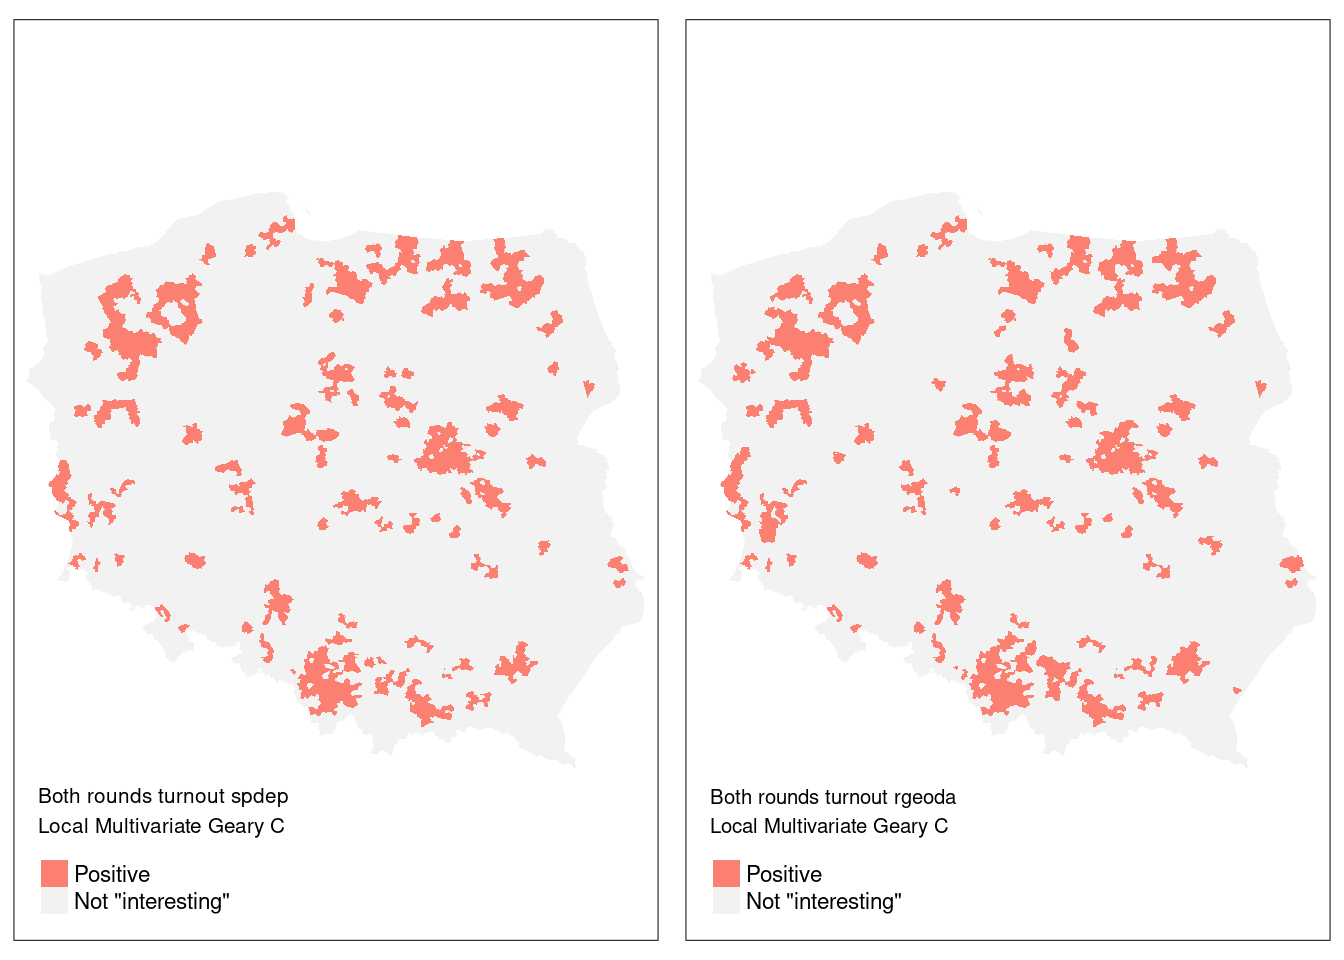 Both rounds turnout spdep
Local Multivariate Geary C
Positive
Not "interesting"
Both rounds turnout rgeoda
Local Multivariate Geary C
Positive
Not "interesting"